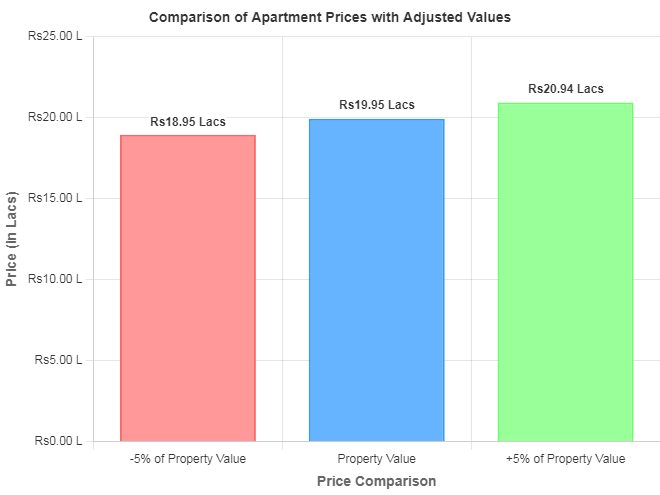 Comparison of Apartment Prices with Adjusted Values
Rs25.00 L
Rs20.00 L
Rs15.00 L
Rs10.00 L
Rs5.00 L
Rs0.00 L
Price (In Lacs)
Rs18.95 Lacs
Rs19.95 Lacs
Rs20.94 Lacs
-5% of Property Value
Property Value
+5% of Property Value
Price Comparison